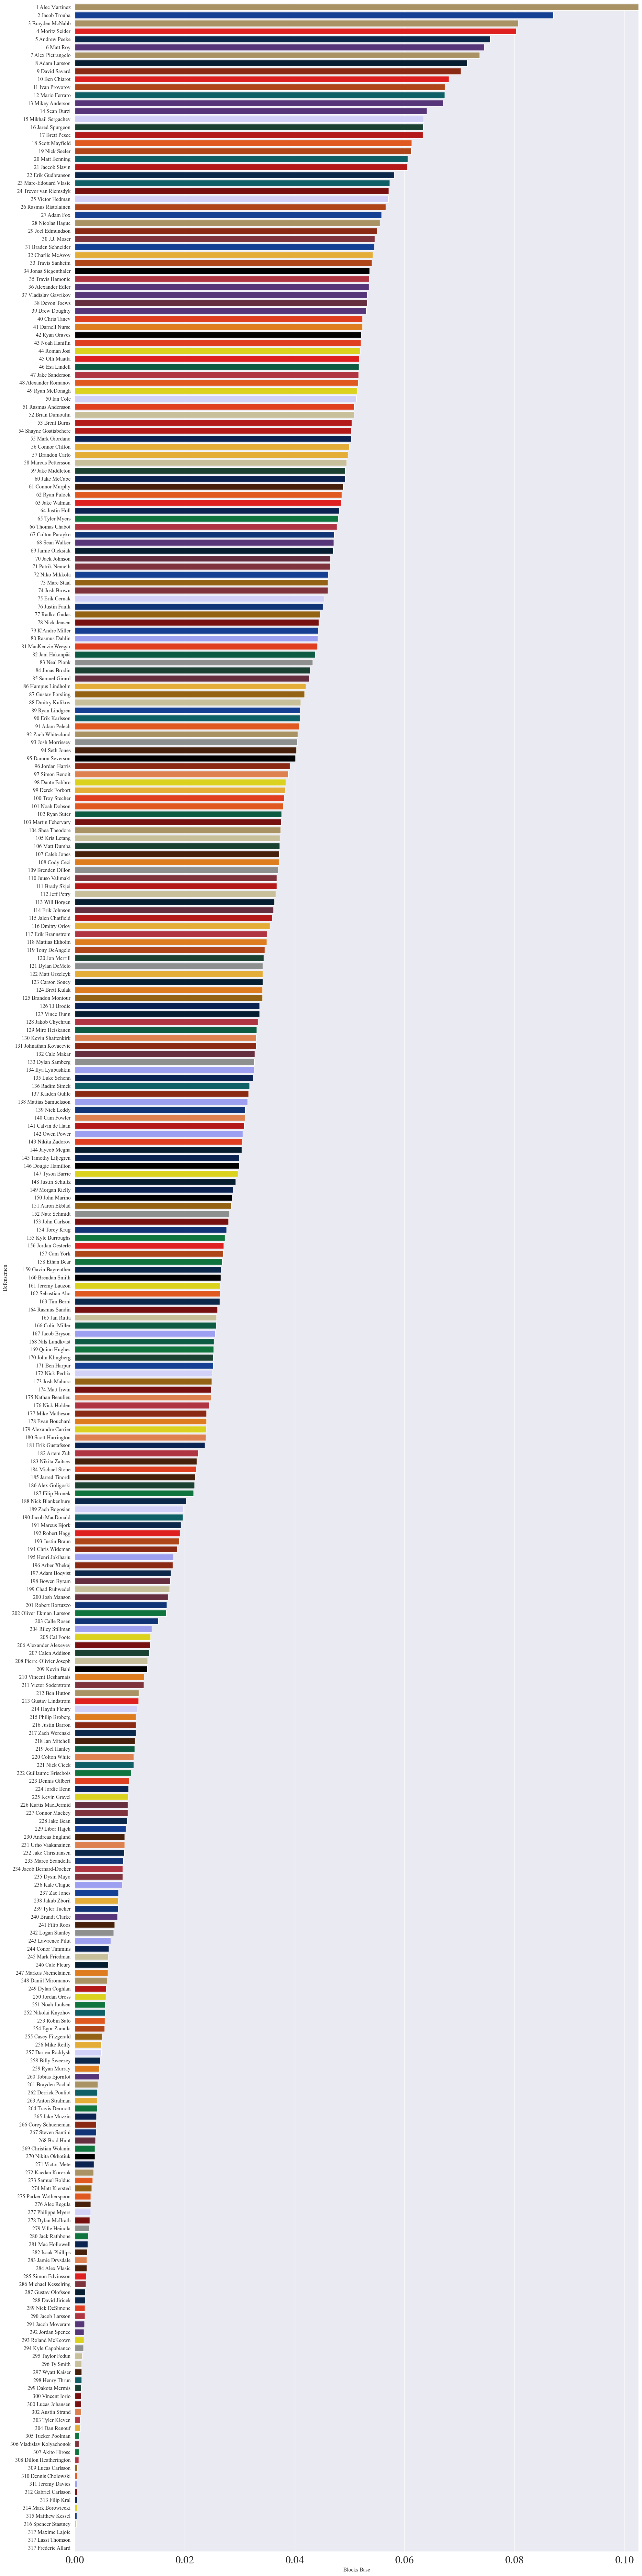 1 Alec Martinez
2 Jacob Trouba
3 Brayden McNabb
4 Moritz Seider
5 Andrew Peeke
6 Matt Roy
7 Alex Pietrangelo
8 Adam Larsson
9 David Savard
10 Ben Chiarot
11 Ivan Provorov
12 Mario Ferraro
13 Mikey Anderson
14 Sean Durzi
15 Mikhail Sergachev
16 Jared Spurgeon
17 Brett Pesce
18 Scott Mayfield
19 Nick Seeler
20 Matt Benning
21 Jaccob Slavin
22 Erik Gudbranson
23 Marc-Edouard Vlasic
24 Trevor van Riemsdyk
25 Victor Hedman
26 Rasmus Ristolainen
27 Adam Fox
28 Nicolas Hague
29 Joel Edmundson
30 J.J. Moser
31 Braden Schneider
32 Charlie McAvoy
33 Travis Sanheim
34 Jonas Siegenthaler
35 Travis Hamonic
36 Alexander Edler
37 Vladislav Gavrikov
38 Devon Toews
39 Drew Doughty
40 Chris Tanev
41 Darnell Nurse
42 Ryan Graves
43 Noah Hanifin
44 Roman Josi
45 Olli Maatta
46 Esa Lindell
47 Jake Sanderson
48 Alexander Romanov
49 Ryan McDonagh
50 Ian Cole
51 Rasmus Andersson
52 Brian Dumoulin
53 Brent Burns
54 Shayne Gostisbehere
55 Mark Giordano
56 Connor Clifton
57 Brandon Carlo
58 Marcus Pettersson
59 Jake Middleton
60 Jake McCabe
61 Connor Murphy
62 Ryan Pulock
63 Jake Walman
64 Justin Holl
65 Tyler Myers
66 Thomas Chabot
67 Colton Parayko
68 Sean Walker
69 Jamie Oleksiak
70 Jack Johnson
71 Patrik Nemeth
72 Niko Mikkola
73 Marc Staal
74 Josh Brown
75 Erik Cernak
76 Justin Faulk
77 Radko Gudas
78 Nick Jensen
79 K'Andre Miller
80 Rasmus Dahlin
81 MacKenzie Weegar
82 Jani Hakanpää
83 Neal Pionk
84 Jonas Brodin
85 Samuel Girard
86 Hampus Lindholm
87 Gustav Forsling
88 Dmitry Kulikov
89 Ryan Lindgren
90 Erik Karlsson
91 Adam Pelech
92 Zach Whitecloud
93 Josh Morrissey
94 Seth Jones
95 Damon Severson
96 Jordan Harris
97 Simon Benoit
98 Dante Fabbro
99 Derek Forbort
100 Troy Stecher
101 Noah Dobson
102 Ryan Suter
103 Martin Fehervary
104 Shea Theodore
105 Kris Letang
106 Matt Dumba
107 Caleb Jones
108 Cody Ceci
109 Brenden Dillon
110 Juuso Valimaki
111 Brady Skjei
112 Jeff Petry
113 Will Borgen
114 Erik Johnson
115 Jalen Chatfield
116 Dmitry Orlov
117 Erik Brannstrom
118 Mattias Ekholm
119 Tony DeAngelo
120 Jon Merrill
121 Dylan DeMelo
122 Matt Grzelcyk
123 Carson Soucy
124 Brett Kulak
125 Brandon Montour
126 TJ Brodie
127 Vince Dunn
128 Jakob Chychrun
129 Miro Heiskanen
130 Kevin Shattenkirk
131 Johnathan Kovacevic
132 Cale Makar
133 Dylan Samberg
134 Ilya Lyubushkin
135 Luke Schenn
136 Radim Simek
137 Kaiden Guhle
138 Mattias Samuelsson
139 Nick Leddy
140 Cam Fowler
141 Calvin de Haan
142 Owen Power
143 Nikita Zadorov
144 Jaycob Megna
145 Timothy Liljegren
146 Dougie Hamilton
147 Tyson Barrie
148 Justin Schultz
149 Morgan Rielly
150 John Marino
151 Aaron Ekblad
152 Nate Schmidt
153 John Carlson
154 Torey Krug
155 Kyle Burroughs
156 Jordan Oesterle
157 Cam York
158 Ethan Bear
159 Gavin Bayreuther
160 Brendan Smith
161 Jeremy Lauzon
162 Sebastian Aho
163 Tim Berni
164 Rasmus Sandin
165 Jan Rutta
166 Colin Miller
167 Jacob Bryson
168 Nils Lundkvist
169 Quinn Hughes
170 John Klingberg
171 Ben Harpur
172 Nick Perbix
173 Josh Mahura
174 Matt Irwin
175 Nathan Beaulieu
176 Nick Holden
177 Mike Matheson
178 Evan Bouchard
179 Alexandre Carrier
180 Scott Harrington
181 Erik Gustafsson
182 Artem Zub
183 Nikita Zaitsev
184 Michael Stone
185 Jarred Tinordi
186 Alex Goligoski
187 Filip Hronek
188 Nick Blankenburg
189 Zach Bogosian
190 Jacob MacDonald
191 Marcus Bjork
192 Robert Hagg
193 Justin Braun
194 Chris Wideman
195 Henri Jokiharju
196 Arber Xhekaj
197 Adam Boqvist
198 Bowen Byram
199 Chad Ruhwedel
200 Josh Manson
201 Robert Bortuzzo
202 Oliver Ekman-Larsson
203 Calle Rosen
204 Riley Stillman
205 Cal Foote
206 Alexander Alexeyev
207 Calen Addison
208 Pierre-Olivier Joseph
209 Kevin Bahl
210 Vincent Desharnais
211 Victor Soderstrom
212 Ben Hutton
213 Gustav Lindstrom
214 Haydn Fleury
215 Philip Broberg
216 Justin Barron
217 Zach Werenski
218 Ian Mitchell
219 Joel Hanley
220 Colton White
221 Nick Cicek
222 Guillaume Brisebois
223 Dennis Gilbert
224 Jordie Benn
225 Kevin Gravel
226 Kurtis MacDermid
227 Connor Mackey
228 Jake Bean
229 Libor Hajek
230 Andreas Englund
231 Urho Vaakanainen
232 Jake Christiansen
233 Marco Scandella
234 Jacob Bernard-Docker
235 Dysin Mayo
236 Kale Clague
237 Zac Jones
238 Jakub Zboril
239 Tyler Tucker
240 Brandt Clarke
241 Filip Roos
242 Logan Stanley
243 Lawrence Pilut
244 Conor Timmins
245 Mark Friedman
246 Cale Fleury
247 Markus Niemelainen
248 Daniil Miromanov
249 Dylan Coghlan
250 Jordan Gross
251 Noah Juulsen
252 Nikolai Knyzhov
253 Robin Salo
254 Egor Zamula
255 Casey Fitzgerald
256 Mike Reilly
257 Darren Raddysh
258 Billy Sweezey
259 Ryan Murray
260 Tobias Bjornfot
261 Brayden Pachal
262 Derrick Pouliot
263 Anton Stralman
264 Travis Dermott
265 Jake Muzzin
266 Corey Schueneman
267 Steven Santini
268 Brad Hunt
269 Christian Wolanin
270 Nikita Okhotiuk
271 Victor Mete
272 Kaedan Korczak
273 Samuel Bolduc
274 Matt Kiersted
275 Parker Wotherspoon
276 Alec Regula
277 Philippe Myers
278 Dylan McIlrath
279 Ville Heinola
280 Jack Rathbone
281 Mac Hollowell
282 Isaak Phillips
283 Jamie Drysdale
284 Alex Vlasic
285 Simon Edvinsson
286 Michael Kesselring
287 Gustav Olofsson
288 David Jiricek
289 Nick DeSimone
290 Jacob Larsson
291 Jacob Moverare
292 Jordan Spence
293 Roland McKeown
294 Kyle Capobianco
295 Taylor Fedun
296 Ty Smith
297 Wyatt Kaiser
298 Henry Thrun
299 Dakota Mermis
300 Vincent Iorio
300 Lucas Johansen
302 Austin Strand
303 Tyler Kleven
304 Dan Renouf
305 Tucker Poolman
306 Vladislav Kolyachonok
307 Akito Hirose
308 Dillon Heatherington
309 Lucas Carlsson
310 Dennis Cholowski
311 Jeremy Davies
312 Gabriel Carlsson
313 Filip Kral
314 Mark Borowiecki
315 Matthew Kessel
316 Spencer Stastney
317 Maxime Lajoie
317 Lassi Thomson
317 Frederic Allard
Defensemen
0.00 0.02 0.04 0.06 0.08 0.10
Blocks Base